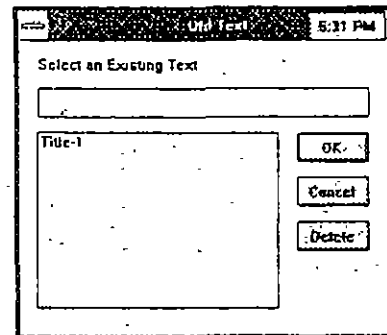 Old Text 5:31 PM
Select an Existing Text
Title-1
OK
Cancel
Delete